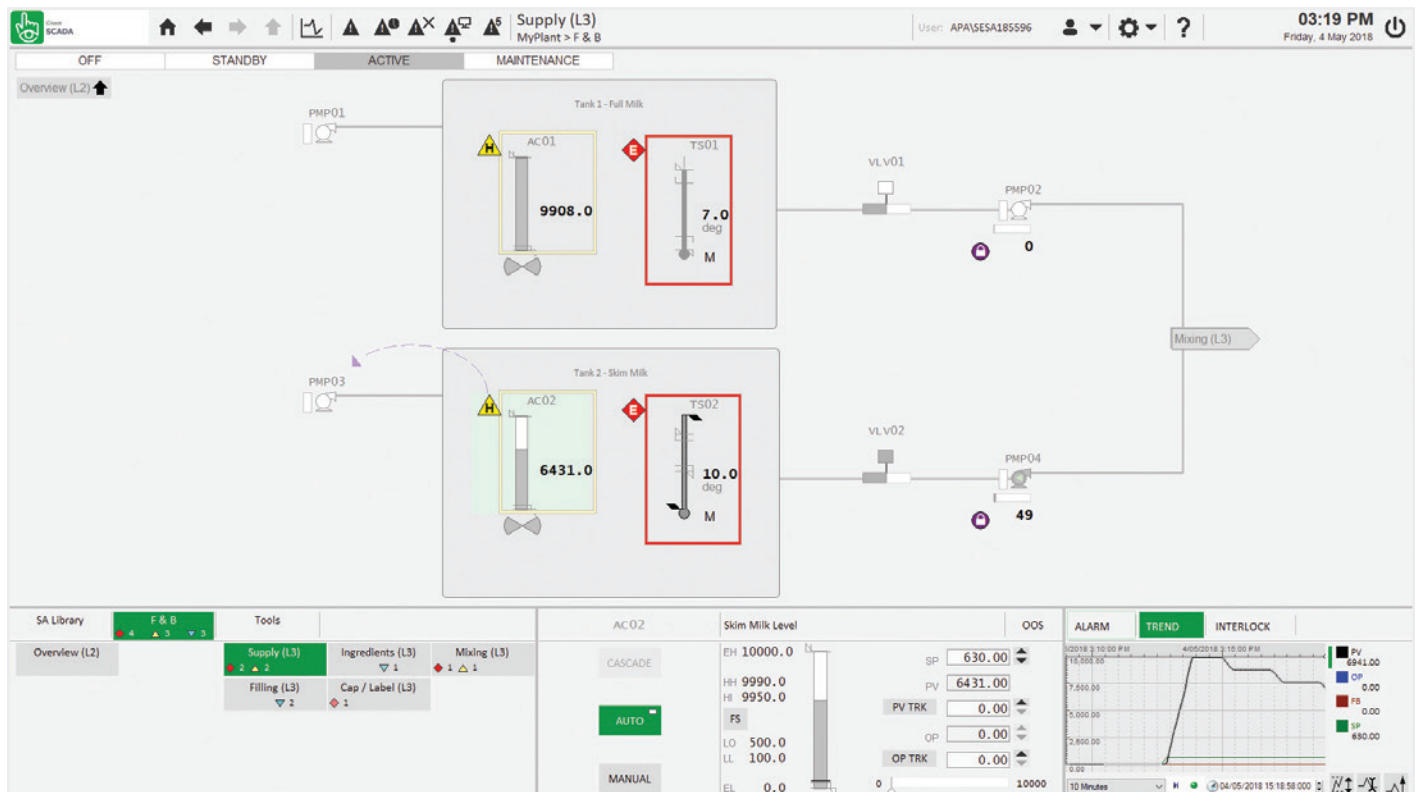 SCADA
Supply (L3)
MyPlant > F & B
User: APA\SESA185596
?
03:19 PM
Friday, 4 May 2018
OFF STANDBY ACTIVE MAINTENANCE
Overview (L2)
Tank 1 - Full Milk
PMP01
H AC01
E TS01
9908.0
7.0
deg
M
VLV01
PMP02
0
Mixing (L3)
Tank 2 - Skim Milk
PMP03
H AC02
E TS02
6431.0
10.0
deg
M
VLV02
PMP04
49
SA Library F & B Tools
4 3 3
Overview (L2) Supply (L3) Ingredients (L3) Mixing (L3)
2 2 1 1 1
Filling (L3) Cap / Label (L3)
2 1
AC02 Skim Milk Level OOS
CASCADE
AUTO
MANUAL
EH 10000.0
HH 9990.0
HI 9950.0
FS
LO 500.0
LL 100.0
EL 0.0
SP 630.00
PV 6431.00
PV TRK 0.00
OP 0.00
OP TRK 0.00
0 10000
ALARM TREND INTERLOCK
3:10:00 PM 4/05/2018 3:15:00 PM
10,000.00
7,500.00
5,000.00
2,500.00
0.00
PV
6941.00
OP
0.00
FB
0.00
SP
630.00
10 Minutes 04/05/2018 15:18:58:000